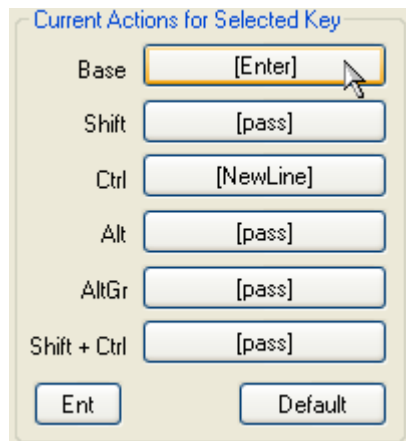 Current Actions for Selected Key
Base [Enter]
Shift [pass]
Ctrl [NewLine]
Alt [pass]
AltGr [pass]
Shift + Ctrl [pass]
Ent Default